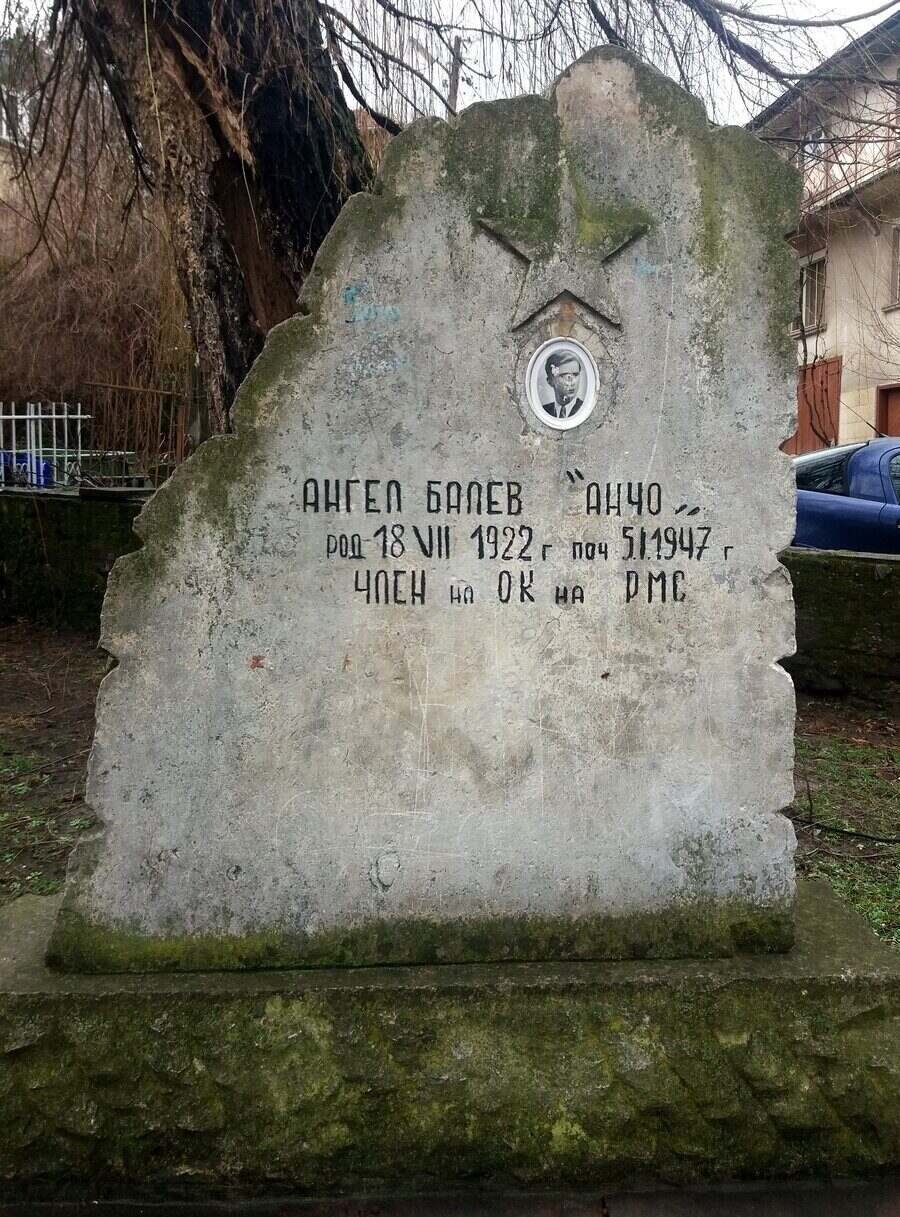 АНГЕЛ БАЛЕВ "АНЧО„
род. 18 VII 1922 г поч 5.I.1947 г
ЧЛЕН на ОК на РМС